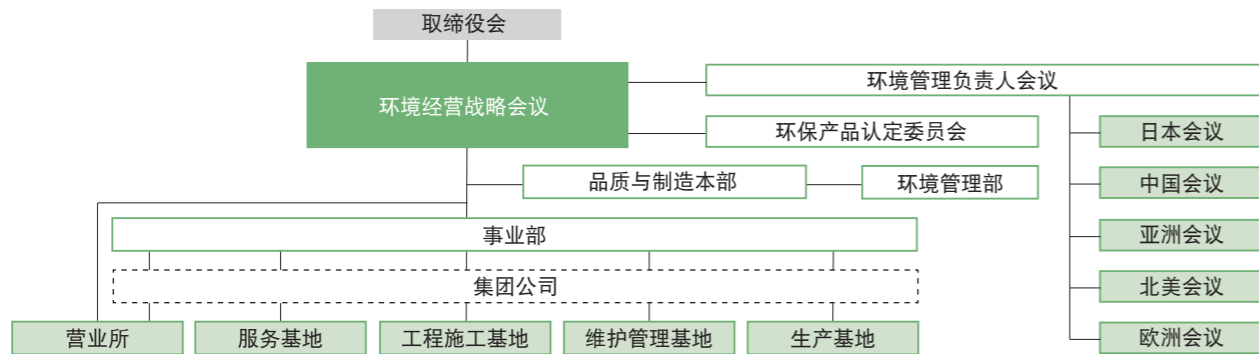 取缔役会
环境经营战略会议
环境管理负责人会议
环保产品认定委员会
日本会议
品质与制造本部
环境管理部
中国会议
事业部
亚洲会议
集团公司
北美会议
营业所
服务基地
工程施工基地
维护管理基地
生产基地
欧洲会议